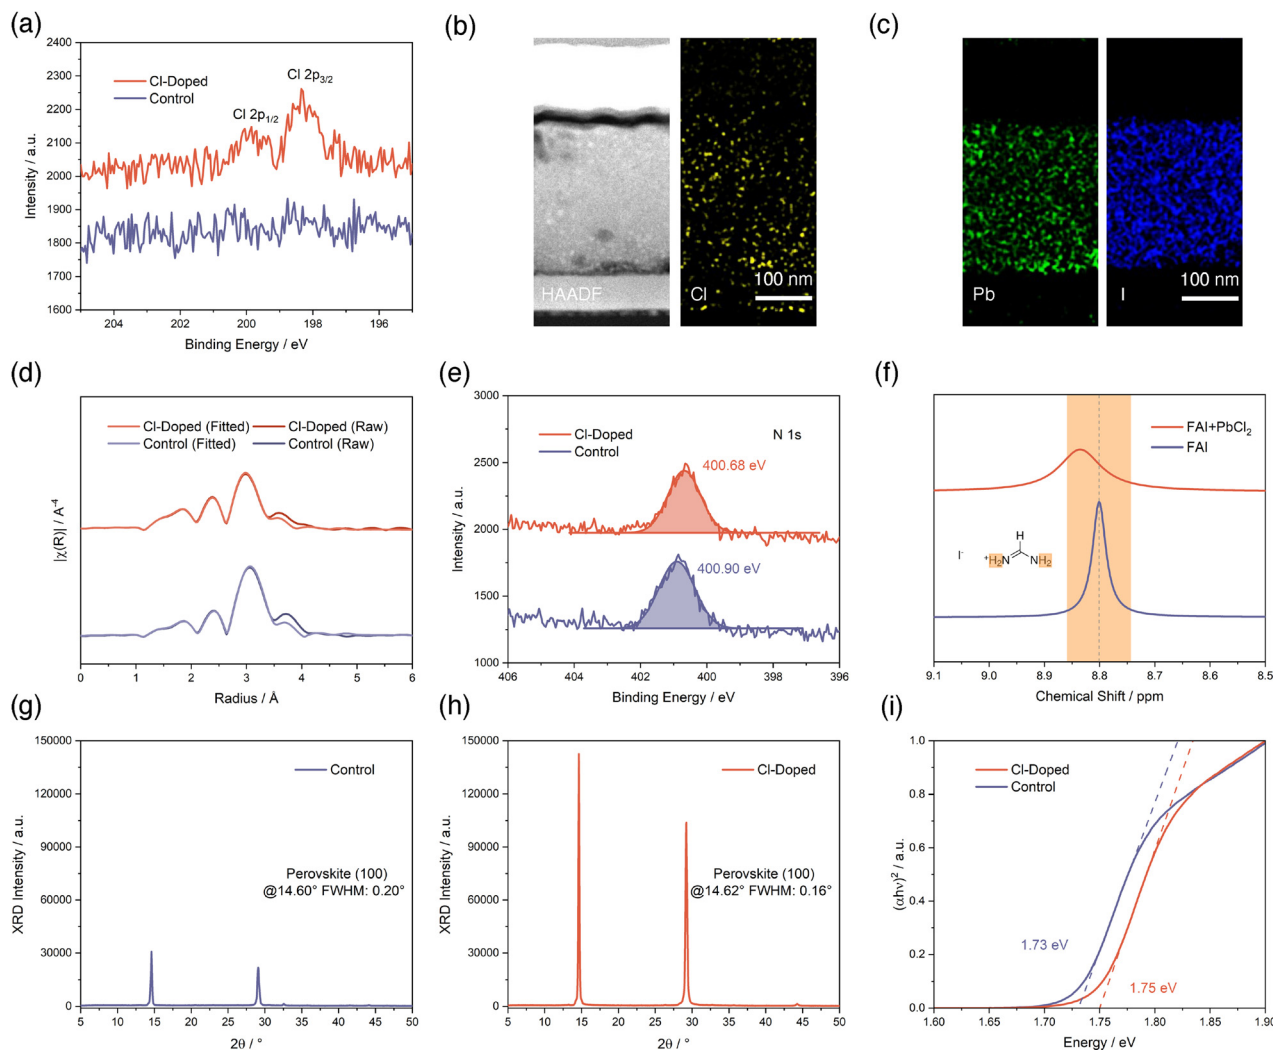 (a)
2400
2300
2200
2100
2000
1900
1800
1700
1600
Intensity / a.u.
Cl-Doped
Control
Cl 2p3/2
Cl 2p1/2
204 202 200 198 196
Binding Energy / eV
(b)
HAADF
Cl
100 nm
(c)
Pb
I
100 nm
(d)
|χ(R)| / A-4
Cl-Doped (Fitted) Cl-Doped (Raw)
Control (Fitted) Control (Raw)
0 1 2 3 4 5 6
Radius / Å
(e)
3000
2500
2000
1500
1000
Intensity / a.u.
Cl-Doped
Control
N 1s
400.68 eV
400.90 eV
406 404 402 400 398 396
Binding Energy / eV
(f)
FAI+PbCl2
FAI
I-
H
+H2N NH2
9.1 9.0 8.9 8.8 8.7 8.6 8.5
Chemical Shift / ppm
(g)
150000
120000
90000
60000
30000
0
XRD Intensity / a.u.
Control
Perovskite (100)
@14.60° FWHM: 0.20°
5 10 15 20 25 30 35 40 45 50
2θ / °
(h)
150000
120000
90000
60000
30000
0
XRD Intensity / a.u.
Cl-Doped
Perovskite (100)
@14.62° FWHM: 0.16°
5 10 15 20 25 30 35 40 45 50
2θ / °
(i)
1.0
0.8
0.6
0.4
0.2
0.0
(αhν)2 / a.u.
Cl-Doped
Control
1.73 eV
1.75 eV
1.60 1.65 1.70 1.75 1.80 1.85 1.90
Energy / eV